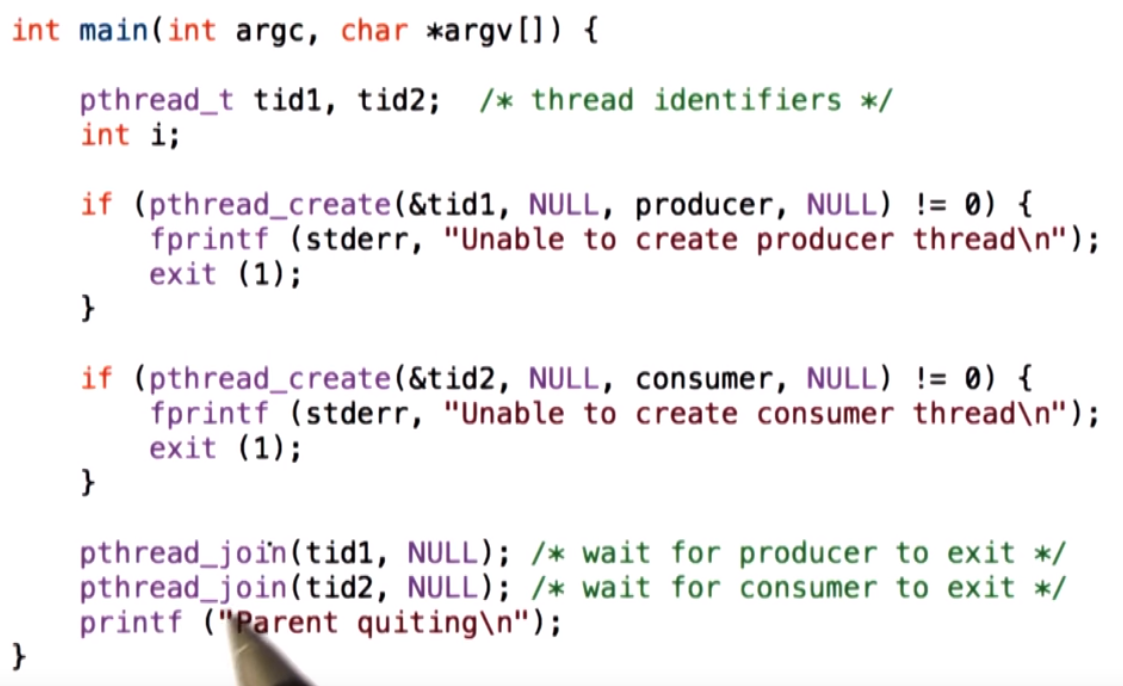 int main(int argc, char *argv[]) {
pthread_t tid1, tid2; /* thread identifiers */
int i;
if (pthread_create(&tid1, NULL, producer, NULL) != 0) {
fprintf (stderr, "Unable to create producer thread\n");
exit (1);
}
if (pthread_create(&tid2, NULL, consumer, NULL) != 0) {
fprintf (stderr, "Unable to create consumer thread\n");
exit (1);
}
pthread_join(tid1, NULL); /* wait for producer to exit */
pthread_join(tid2, NULL); /* wait for consumer to exit */
printf ("Parent quiting\n");
}